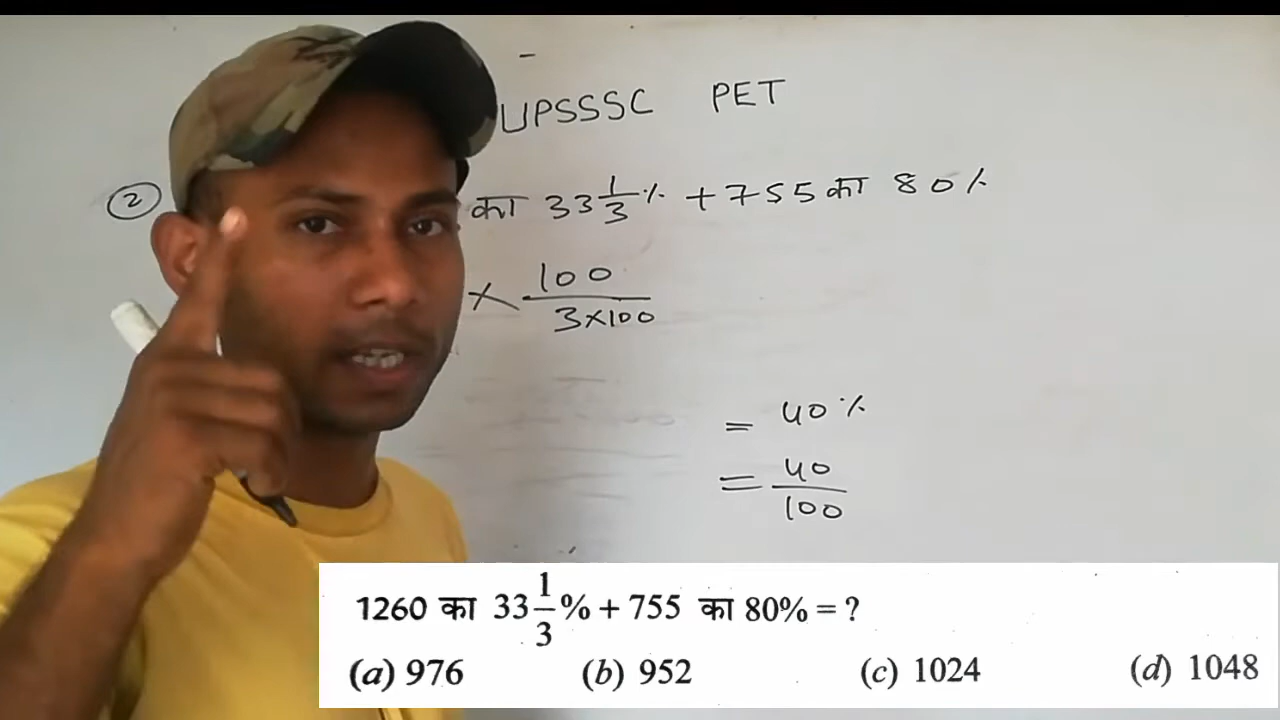 UPSSSC PET
② का 33 1/3 % + 755 का 80%
× 100 / 3×100
= 40%
= 40 / 100
1260 का 33 1/3 % + 755 का 80% = ?
(a) 976 (b) 952 (c) 1024 (d) 1048